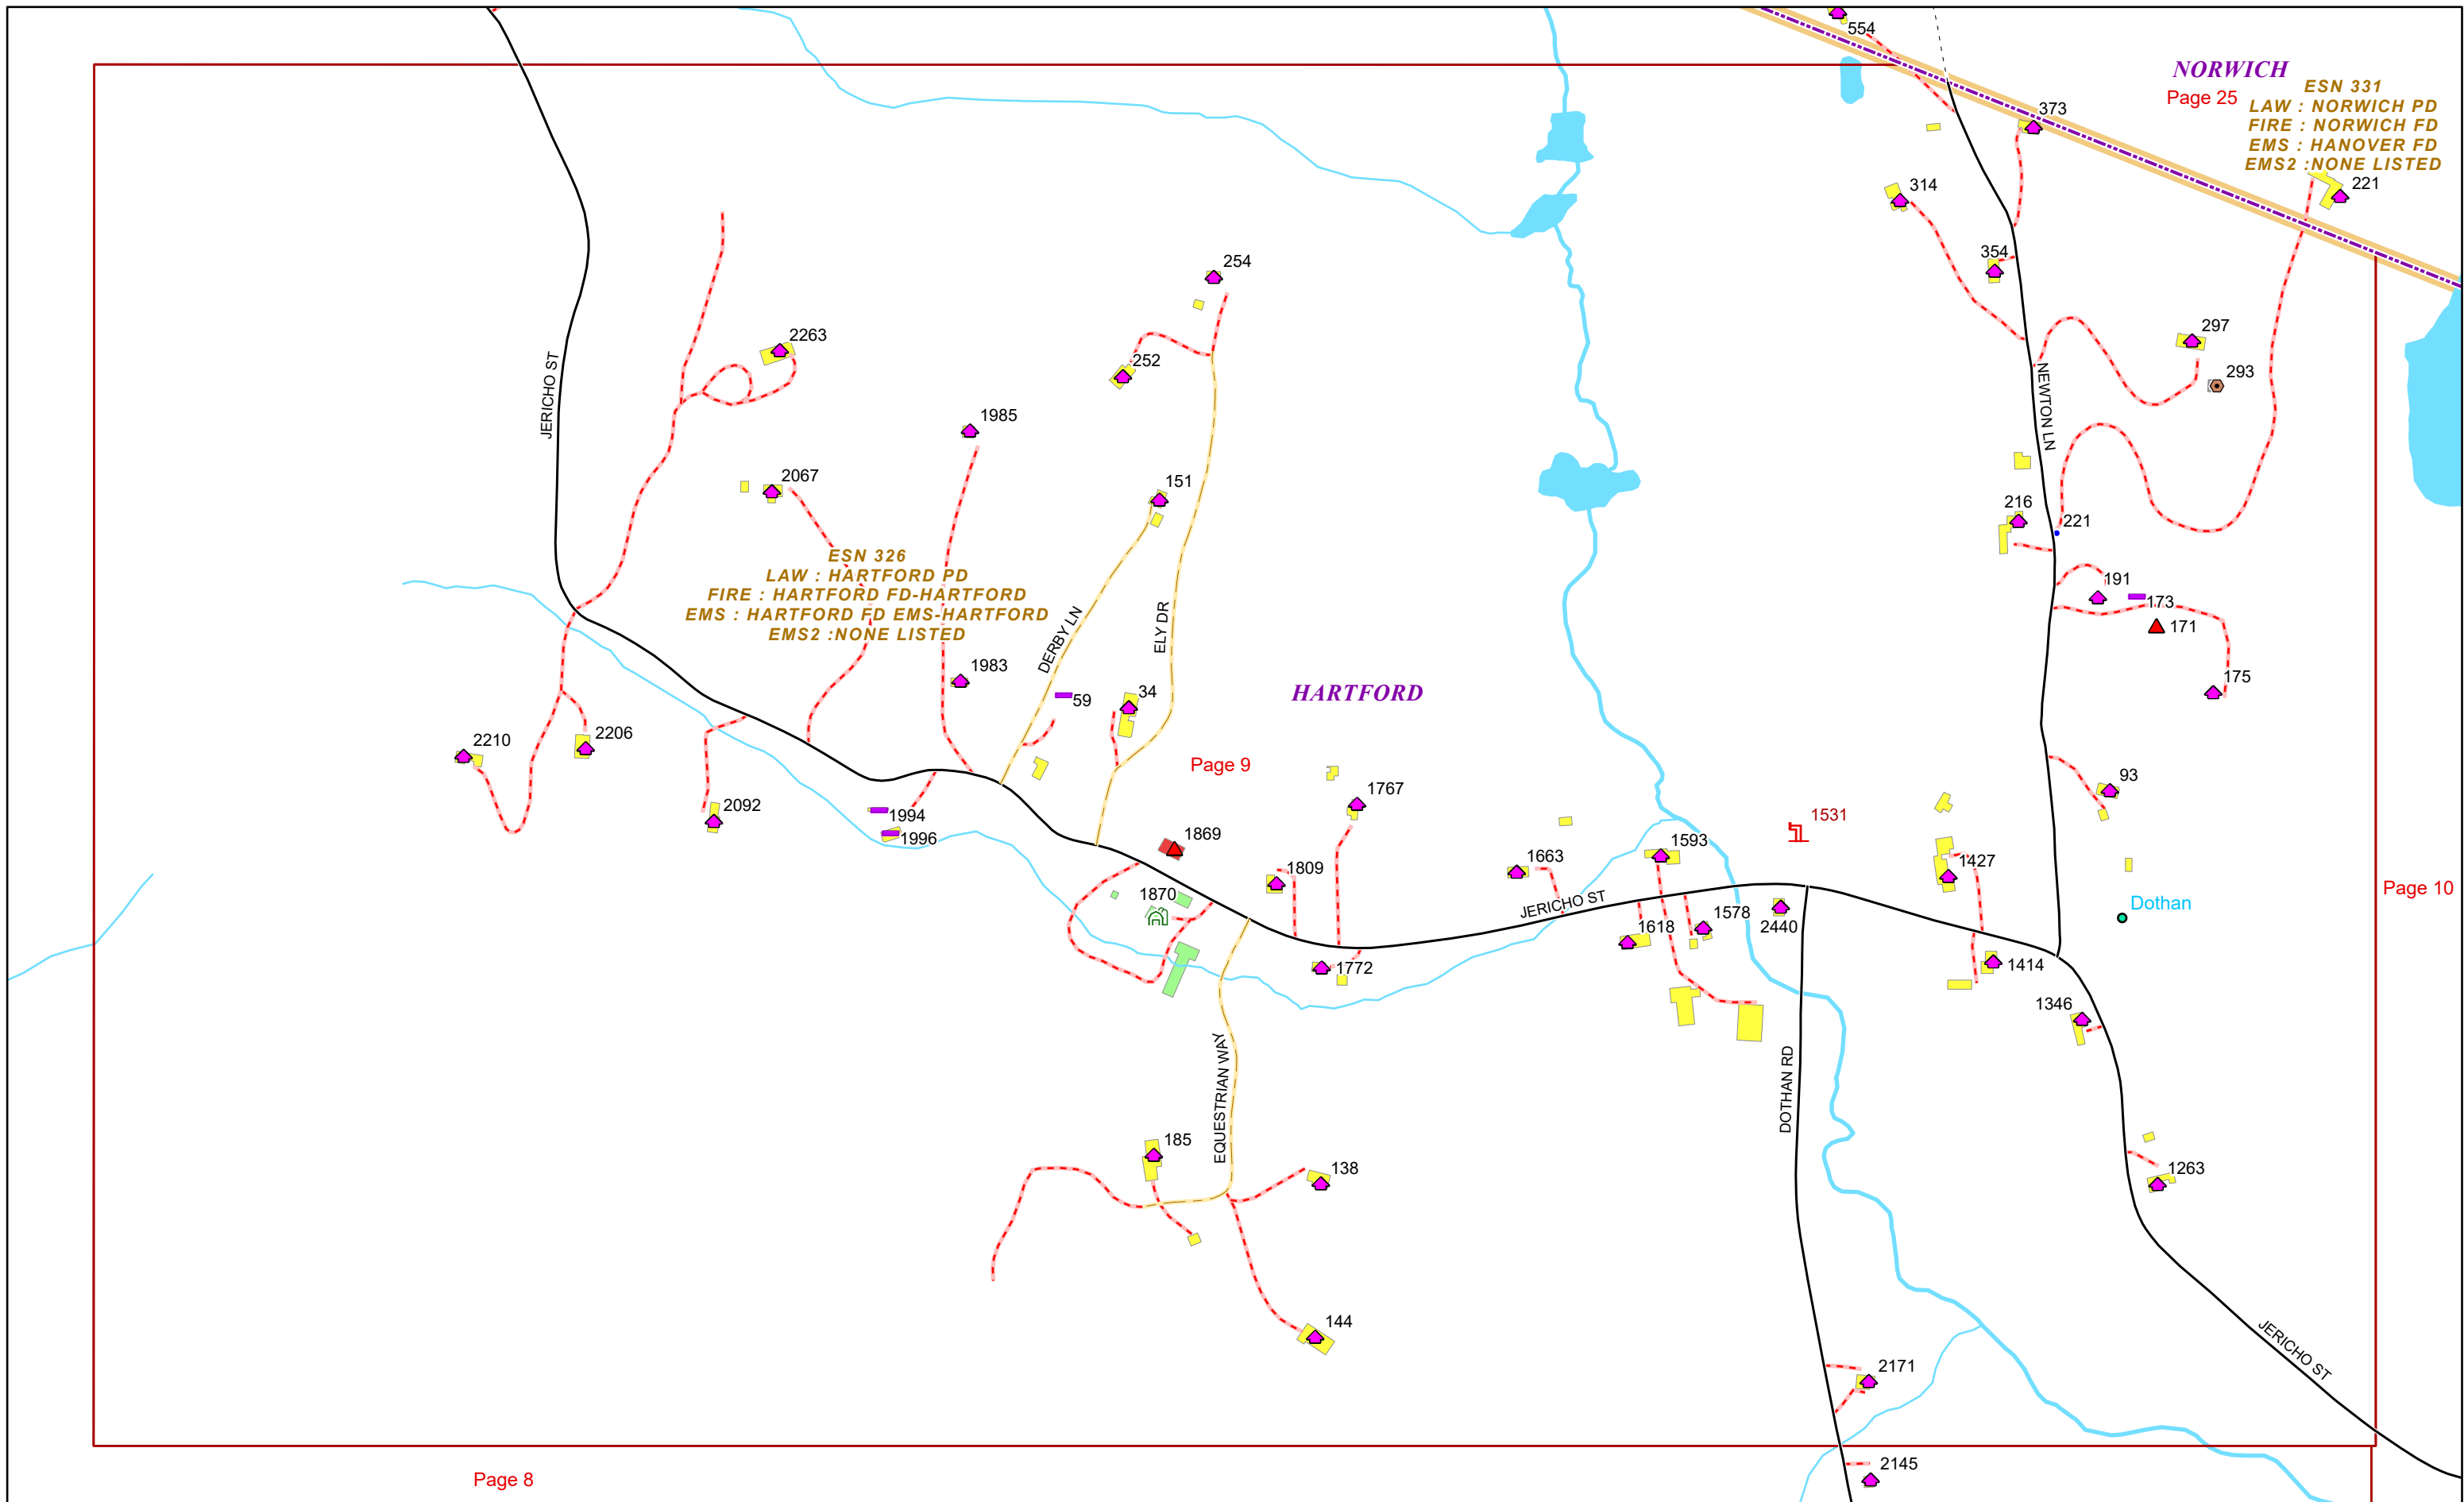 554
NORWICH
Page 25
ESN 331
LAW : NORWICH PD
FIRE : NORWICH FD
EMS : HANOVER FD
EMS2 :NONE LISTED
373
221
314
354
254
297
293
2263
252
JERICHO ST
NEWTON LN
1985
2067
151
216
221
ESN 326
LAW : HARTFORD PD
FIRE : HARTFORD FD-HARTFORD
EMS : HARTFORD FD EMS-HARTFORD
EMS2 :NONE LISTED
191
173
171
175
DERBY LN
ELY DR
1983
59
34
HARTFORD
2210
2206
Page 9
93
2092
1994
1996
1767
1531
1869
1593
1427
1809
1663
Page 10
1870
JERICHO ST
1618
1578
2440
Dothan
1772
1414
1346
EQUESTRIAN WAY
DOTHAN RD
185
138
1263
144
JERICHO ST
2171
2145
Page 8